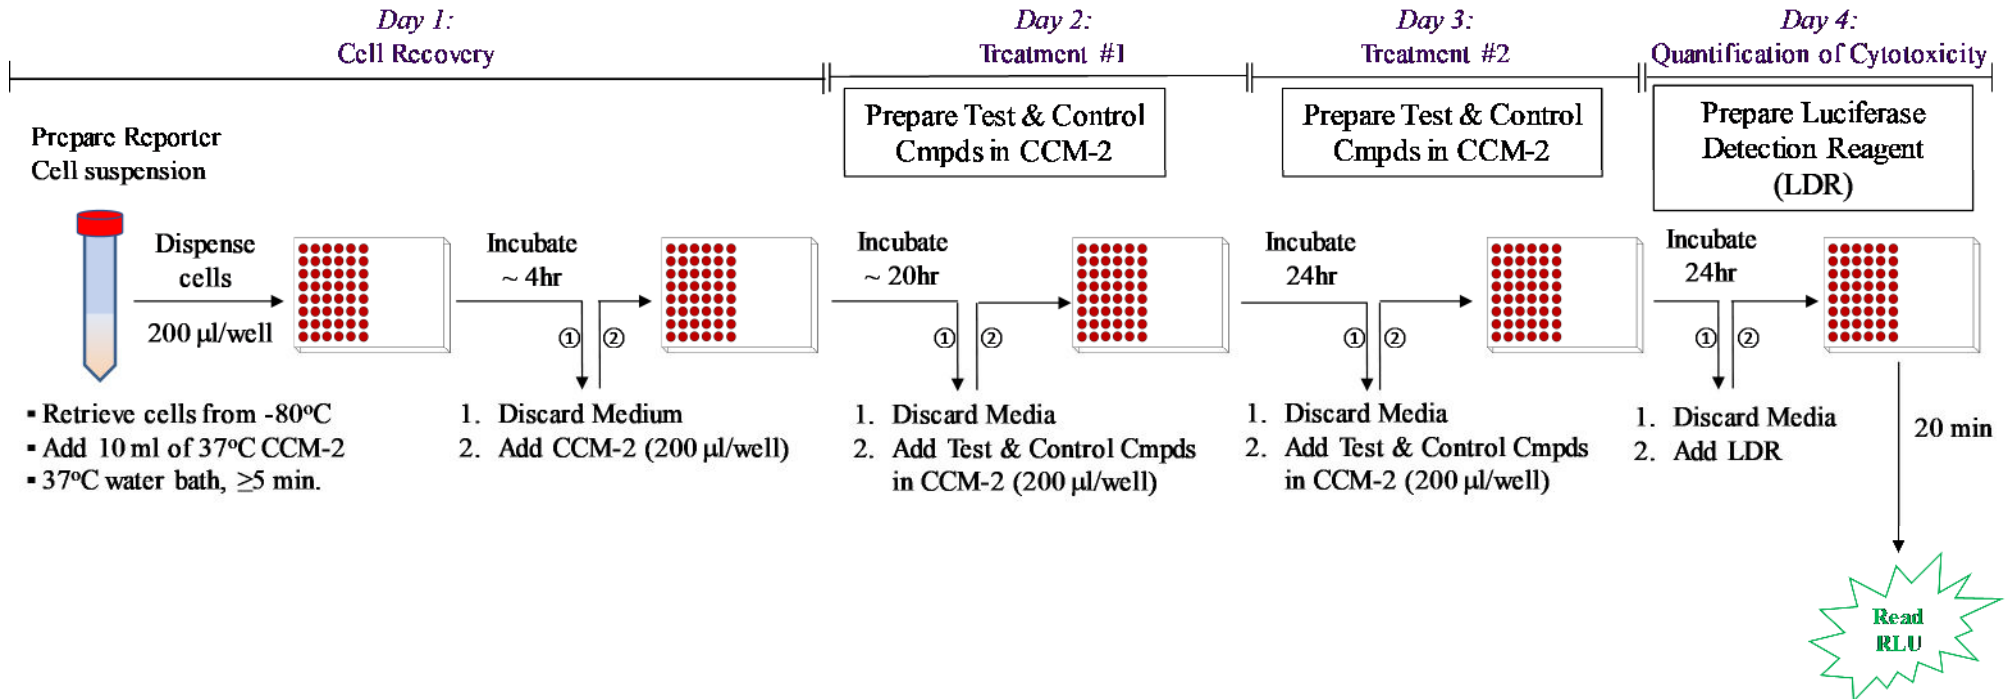 Day 1:
Cell Recovery
Day 2:
Treatment #1
Day 3:
Treatment #2
Day 4:
Quantification of Cytotoxicity
Prepare Reporter
Cell suspension
Prepare Test & Control
Cmpds in CCM-2
Prepare Test & Control
Cmpds in CCM-2
Prepare Luciferase
Detection Reagent
(LDR)
Dispense
cells
200 µl/well
Incubate
~ 4hr
① ②
Incubate
~ 20hr
① ②
Incubate
24hr
① ②
Incubate
24hr
① ②
▪ Retrieve cells from -80°C
▪ Add 10 ml of 37°C CCM-2
▪ 37°C water bath, ≥5 min.
1. Discard Medium
2. Add CCM-2 (200 µl/well)
1. Discard Media
2. Add Test & Control Cmpds
in CCM-2 (200 µl/well)
1. Discard Media
2. Add Test & Control Cmpds
in CCM-2 (200 µl/well)
1. Discard Media
2. Add LDR
20 min
Read
RLU